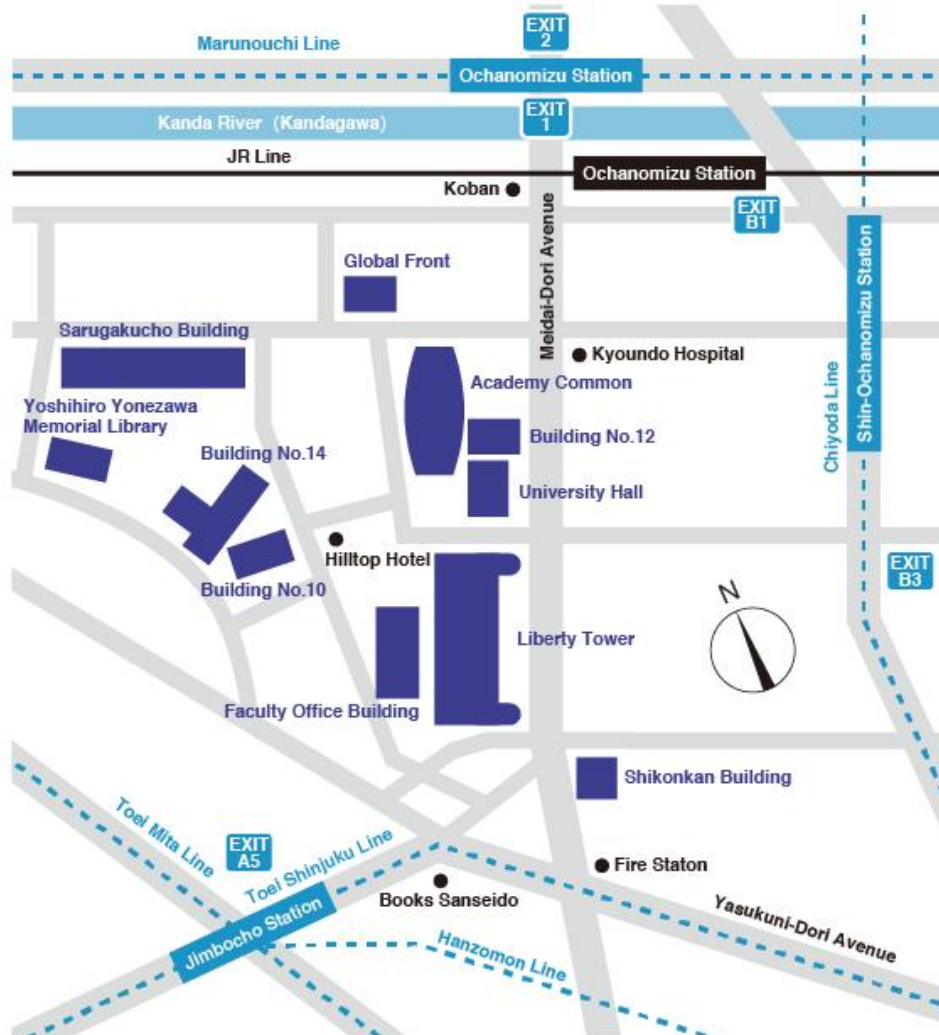 EXIT
2
Marunouchi Line
Ochanomizu Station
Kanda River (Kandagawa)
EXIT
1
JR Line
Ochanomizu Station
Koban
EXIT
B1
Meidai-Dori Avenue
Global Front
Shin-Ochanomizu Station
Chiyoda Line
Sarugakucho Building
Kyoundo Hospital
Academy Common
Yoshihiro Yonezawa
Memorial Library
Building No.12
Building No.14
University Hall
Hilltop Hotel
EXIT
B3
Building No.10
N
Liberty Tower
Faculty Office Building
Shikonkan Building
Toei Mita Line
EXIT
A5
Toei Shinjuku Line
Fire Staton
Books Sanseido
Jimbocho Station
Yasukuni-Dori Avenue
Hanzomon Line